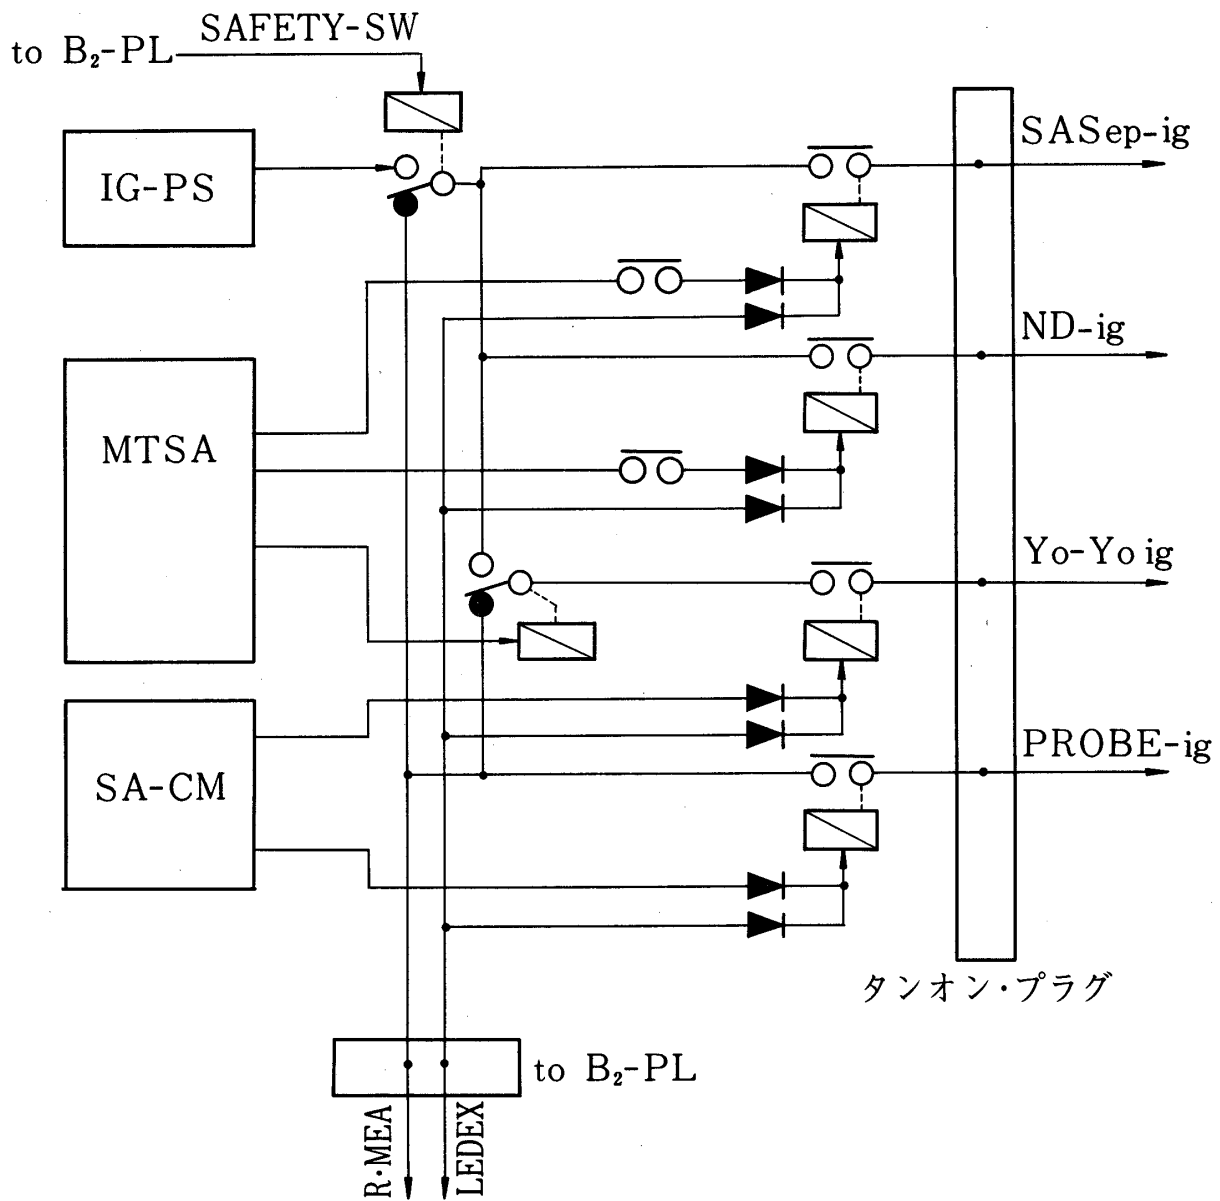 to B₂-PL SAFETY-SW
IG-PS
SASep-ig
ND-ig
MTSA
Yo-Yo ig
SA-CM
PROBE-ig
タンオン・プラグ
to B₂-PL
R·MEA
LEDEX